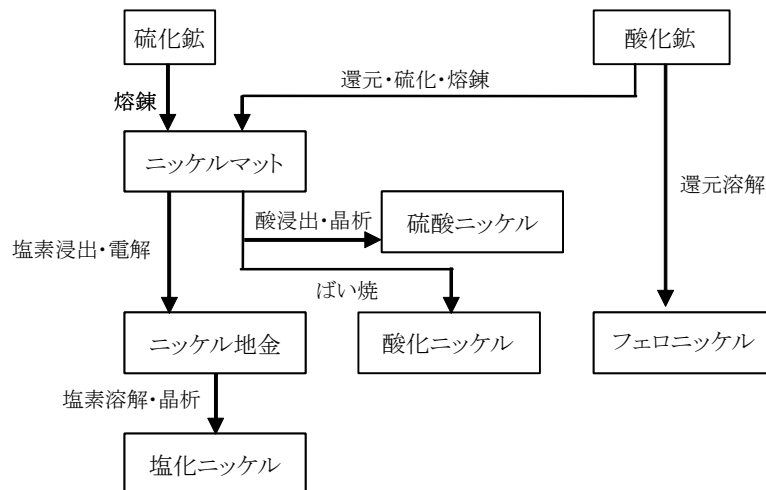 硫化鉱
酸化鉱
還元・硫化・熔錬
熔錬
ニッケルマット
還元溶解
酸浸出・晶析
硫酸ニッケル
塩素浸出・電解
ばい焼
ニッケル地金
酸化ニッケル
フェロニッケル
塩素溶解・晶析
塩化ニッケル